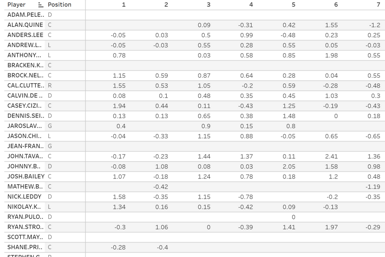 Player Position 1 2 3 4 5 6 7
ADAM.PELE.. D
ALAN.QUINE C 0.09 -0.31 0.42 1.55 -1.2
ANDERS.LEE C -0.05 0.03 0.5 0.99 -0.48 0.23 0.25
ANDREW.L.. L -0.05 -0.03 0.55 0.28 0.55 0.05 -0.03
ANTHONY... L 0.78 0.03 0.58 0.85 1.98 0.55
BRACKEN.K.. C
BROCK.NEL.. C 1.15 0.59 0.87 0.64 0.28 0.04 0.55
CAL.CLUTTE.. R 1.55 0.53 1.05 -0.2 0.59 -0.28 -0.48
CALVIN.DE ... D 0.08 0.1 0.48 0.35 0.45 1.03 0.3
CASEY.CIZI.. C 1.94 0.44 0.11 -0.43 1.25 -0.19 -0.43
DENNIS.SEI.. D 0.13 0.13 0.65 0.38 1.48 0 0.18
JAROSLAV... G 0.4 0.9 0.15 0.8
JASON.CHI.. L -0.04 -0.33 1.15 0.88 -0.05 0.65 -0.65
JEAN-FRAN.. G
JOHN.TAVA.. C -0.17 -0.23 1.44 1.37 0.11 2.41 1.36
JOHNNY.B.. D -0.08 1.08 0.08 0.03 2.05 1.58 0.98
JOSH.BAILEY C 1.07 -0.18 1.24 0.78 0.18 1.2 0.48
MATHEW.B.. C -0.42 -1.19
NICK.LEDDY D 1.58 -0.35 1.15 -0.78 -0.2 -0.35
NIKOLAY.K.. L 1.34 0.16 0.15 -0.42 0.09 -0.13
RYAN.PULO.. D 0
RYAN.STRO.. C -0.3 1.06 0 -0.39 1.41 1.97 -0.29
SCOTT.MAY.. D
SHANE.PRI.. C -0.28 -0.4